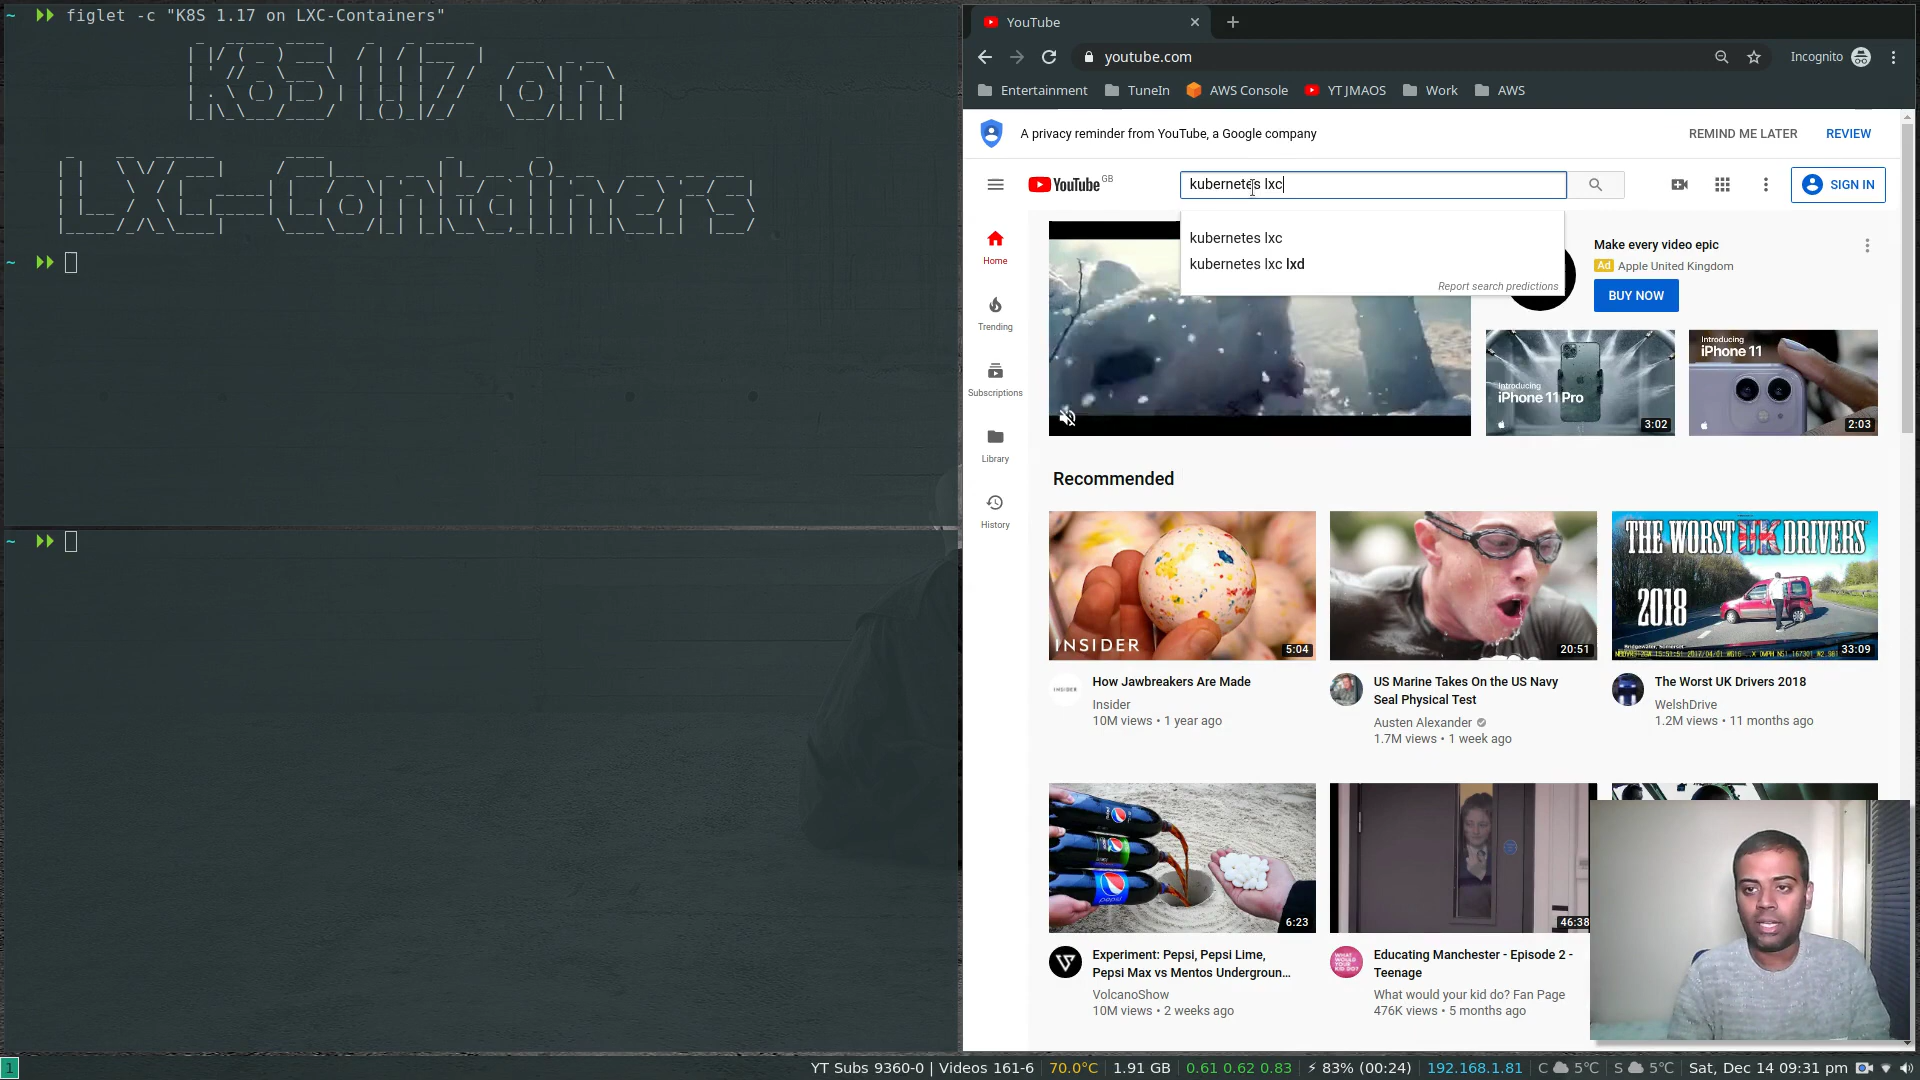 ~ figlet -c "K8S 1.17 on LXC-Containers"
K8S 1.17 on
LXC-Containers
~
~
YouTube
youtube.com
Incognito
Entertainment
TuneIn
AWS Console
YT JMAOS
Work
AWS
A privacy reminder from YouTube, a Google company
REMIND ME LATER
REVIEW
YouTube GB
kubernetes lxc
SIGN IN
kubernetes lxc
kubernetes lxc lxd
Report search predictions
Home
Trending
Subscriptions
Library
History
Make every video epic
Ad Apple United Kingdom
BUY NOW
Introducing
iPhone 11 Pro
3:02
Introducing
iPhone 11
2:03
Recommended
INSIDER
5:04
20:51
THE WORST UK DRIVERS
2018
33:09
How Jawbreakers Are Made
Insider
10M views • 1 year ago
US Marine Takes On the US Navy
Seal Physical Test
Austen Alexander
1.7M views • 1 week ago
The Worst UK Drivers 2018
WelshDrive
1.2M views • 11 months ago
pepsi
6:23
46:38
Experiment: Pepsi, Pepsi Lime,
Pepsi Max vs Mentos Undergroun...
VolcanoShow
10M views • 2 weeks ago
Educating Manchester - Episode 2 -
Teenage
What would your kid do? Fan Page
476K views • 5 months ago
1
YT Subs 9360-0 | Videos 161-6 | 70.0°C | 1.91 GB | 0.61 0.62 0.83 | 83% (00:24) | 192.168.1.81 | C 5°C | S 5°C | Sat, Dec 14 09:31 pm